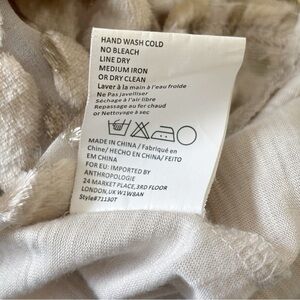 HAND WASH COLD
NO BLEACH
LINE DRY
MEDIUM IRON
OR DRY CLEAN
Laver à la main à l'eau froide
Ne Pas javelliser
Séchage à l'air libre
Repassage au fer chaud
or Nettoyage à sec
MADE IN CHINA / Fabriqué en
Chine/ HECHO EN CHINA/ FEITO
EM CHINA
FOR EU: IMPORTED BY
ANTHROPOLOGIE
24 MARKET PLACE, 3RD FLOOR
LONDON, UK W1W8AN
Style#71130T